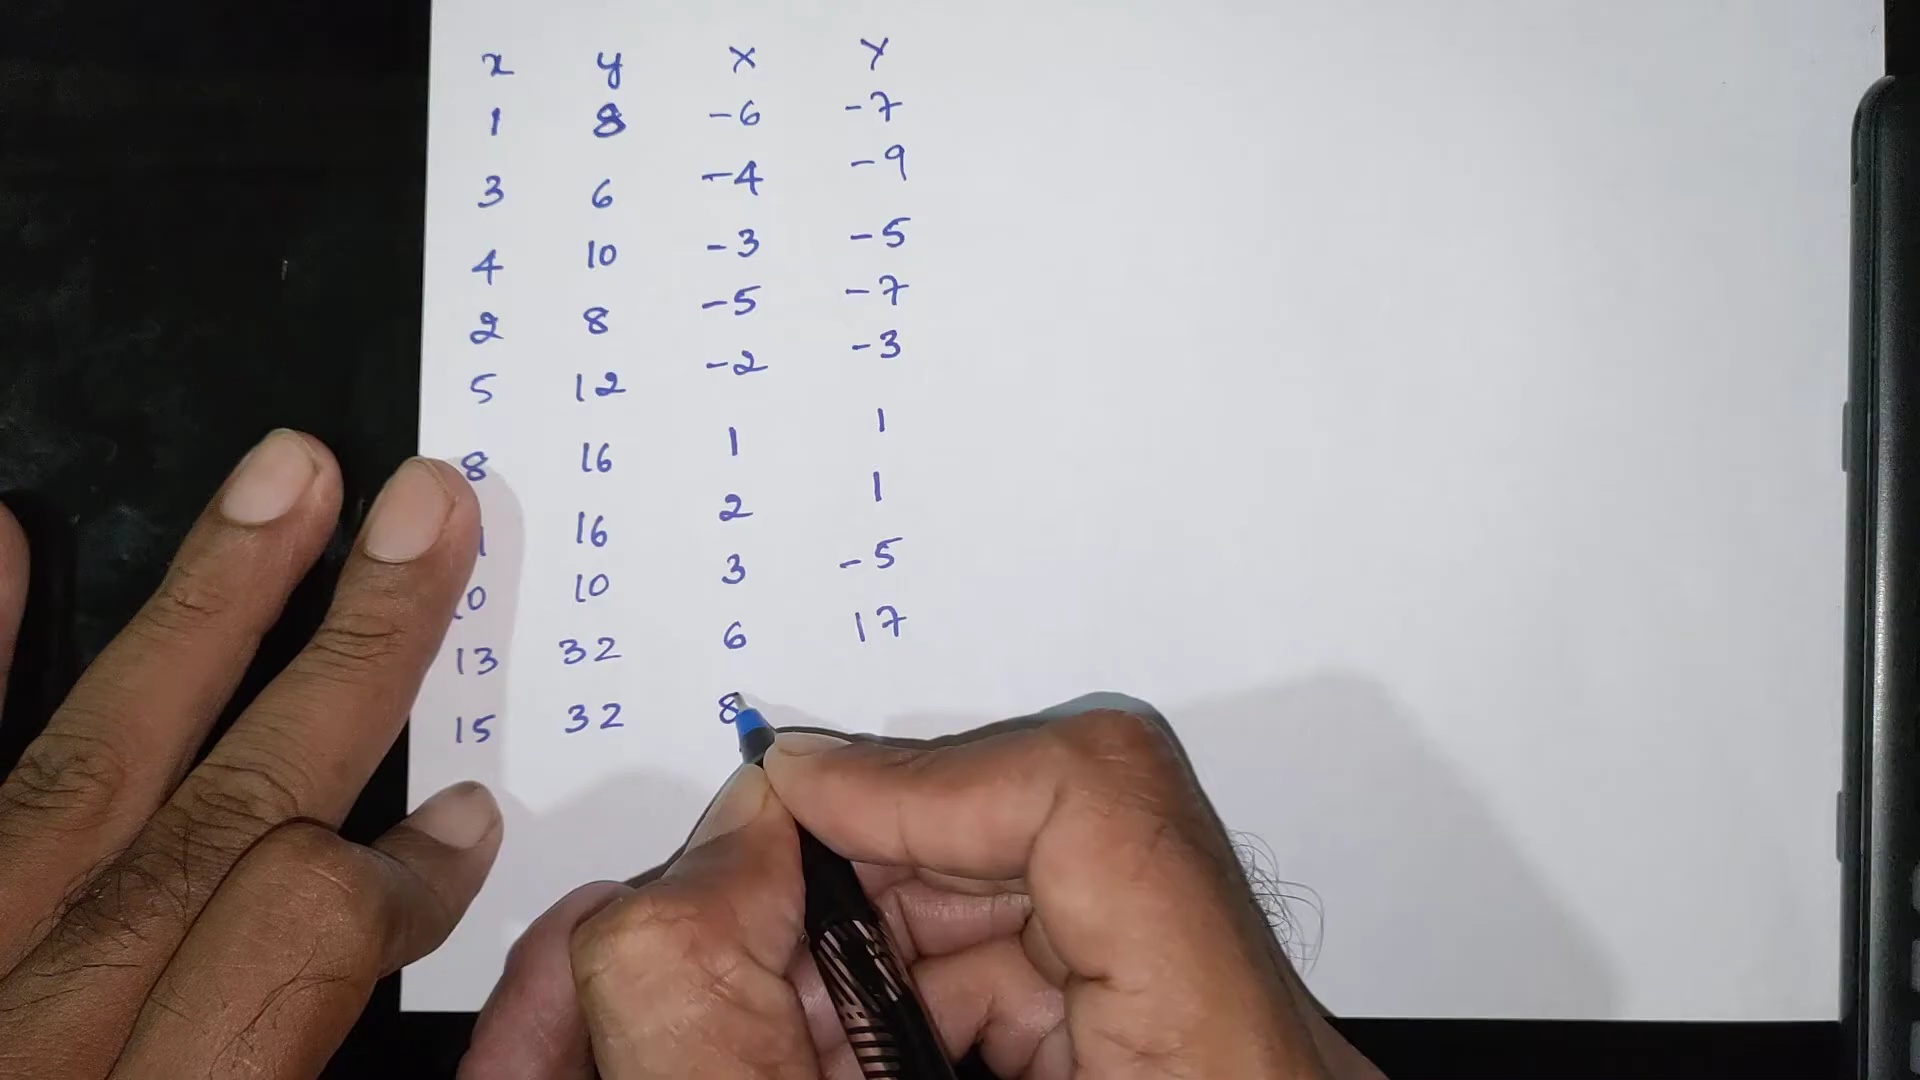 x y X Y
1 8 -6 -7
3 6 -4 -9
4 10 -3 -5
2 8 -5 -7
5 12 -2 -3
8 16 1 1
16 2 1
10 10 3 -5
13 32 6 17
15 32 8